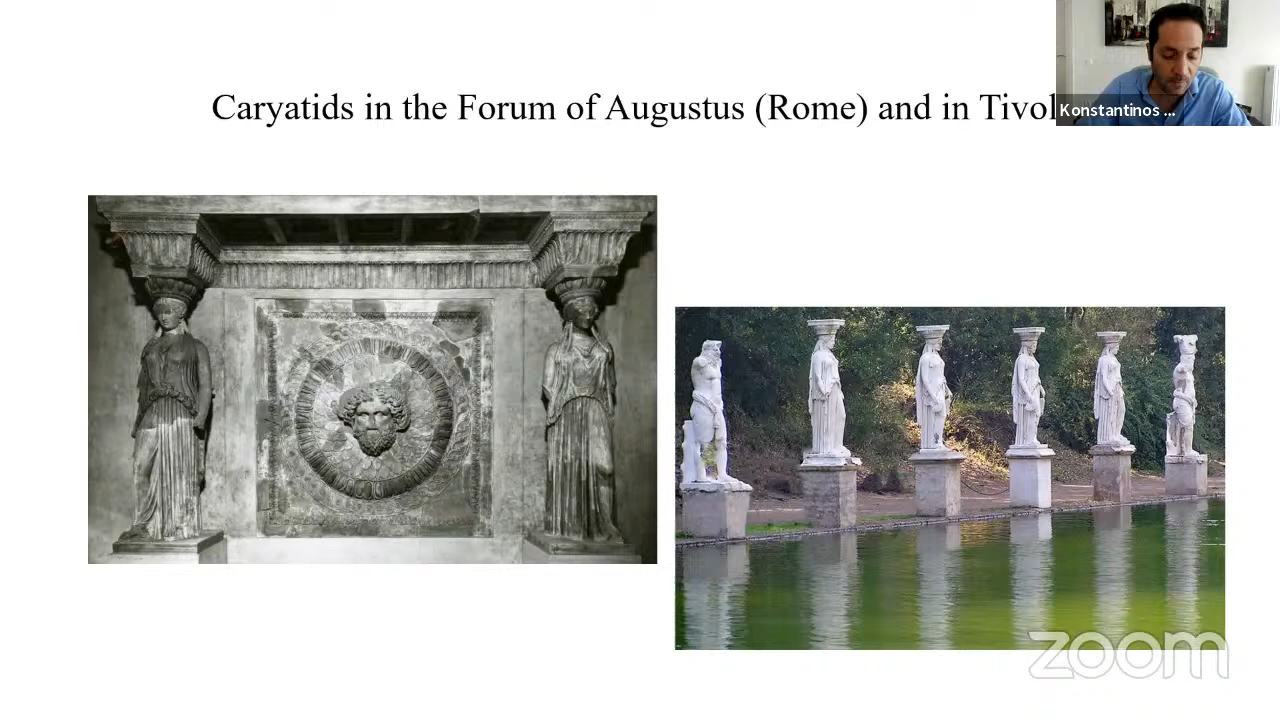 Caryatids in the Forum of Augustus (Rome) and in Tivol
Konstantinos ...
zoom